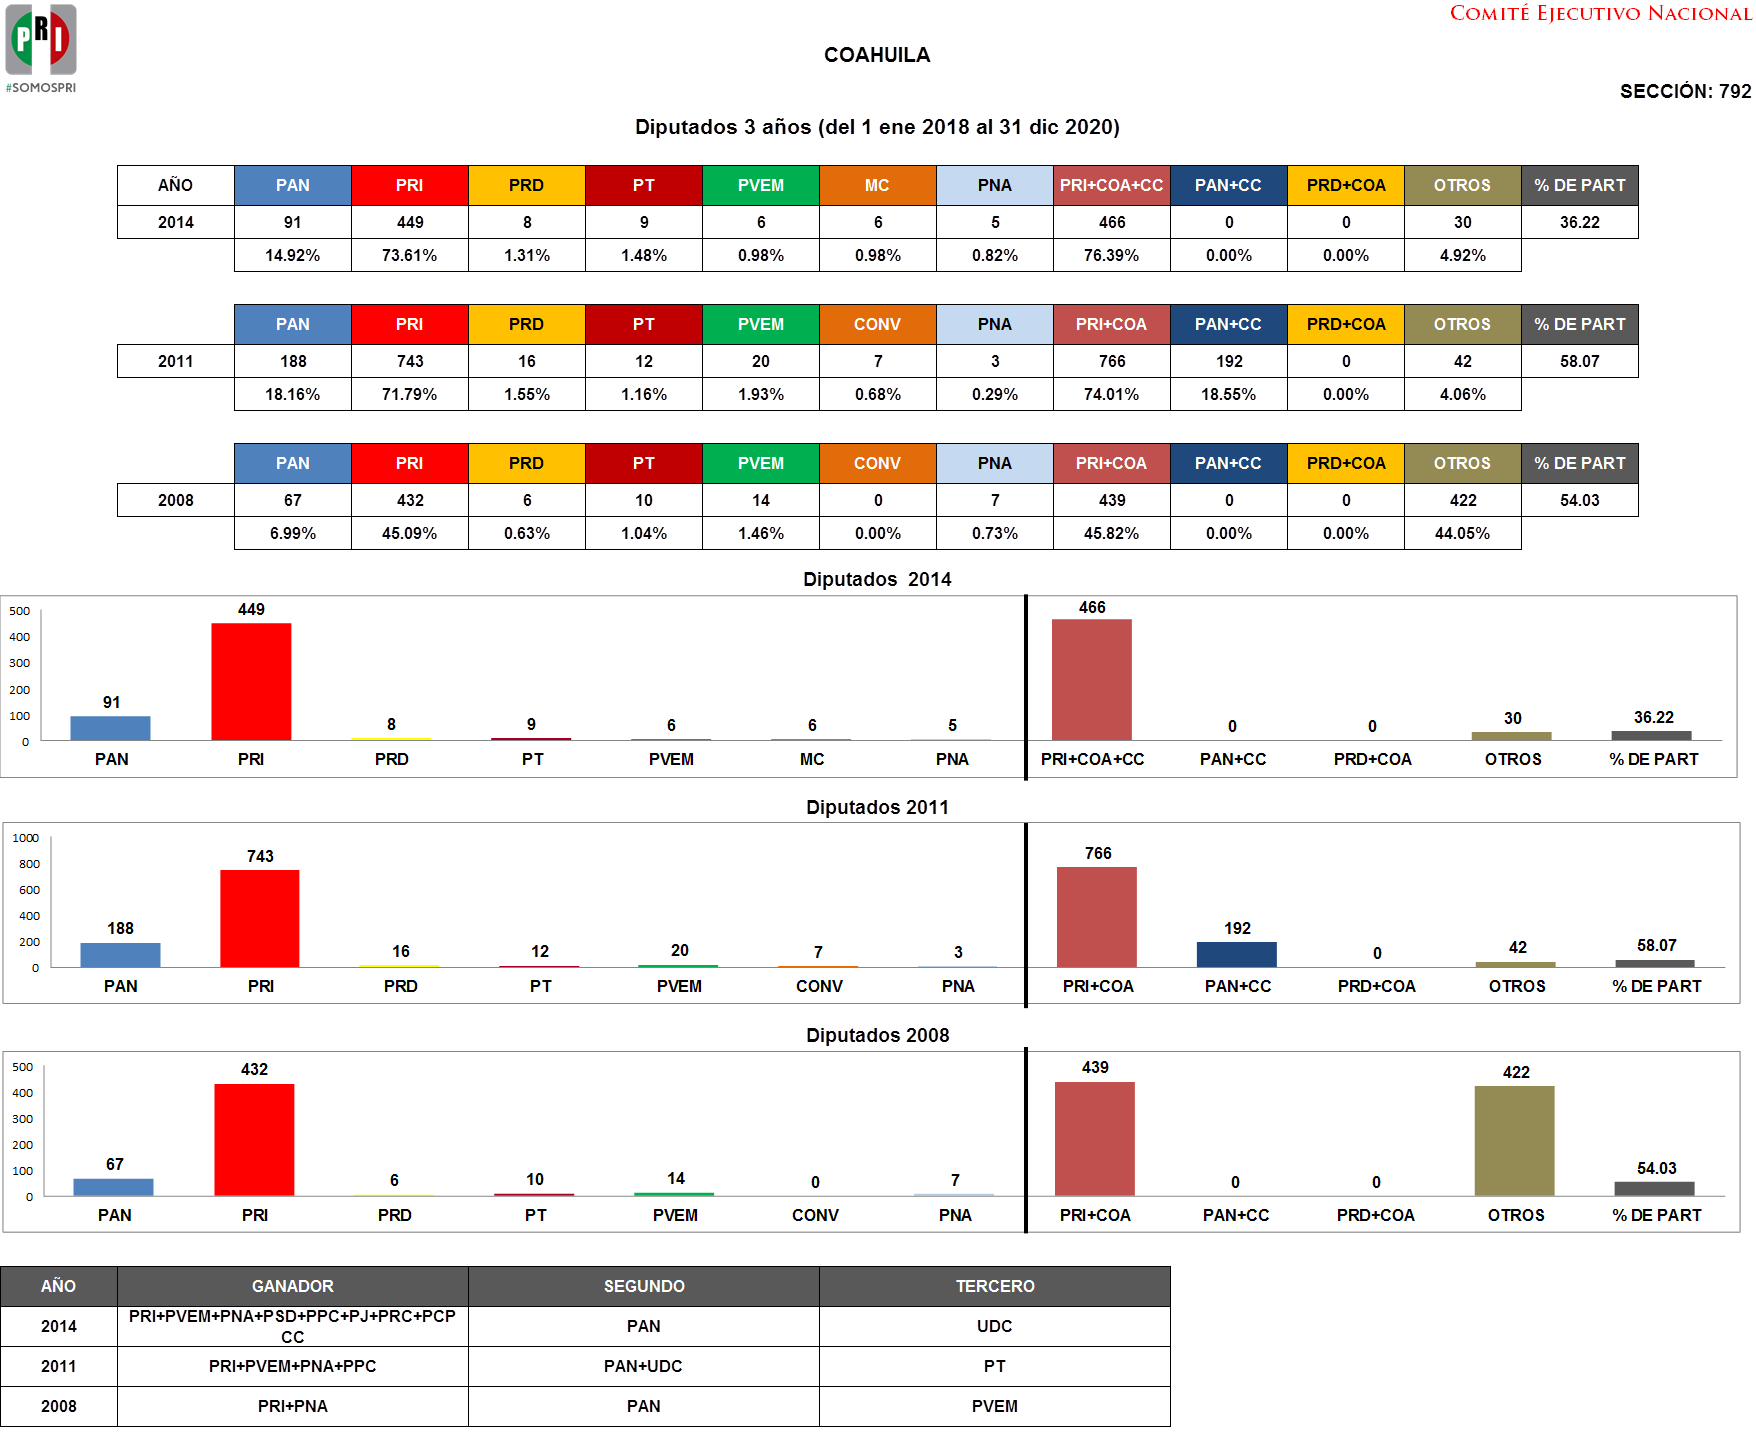 PRI
#SOMOSPRI
COMITÉ EJECUTIVO NACIONAL
COAHUILA
SECCIÓN: 792
Diputados 3 años (del 1 ene 2018 al 31 dic 2020)
AÑO PAN PRI PRD PT PVEM MC PNA PRI+COA+CC PAN+CC PRD+COA OTROS % DE PART
2014 91 449 8 9 6 6 5 466 0 0 30 36.22
14.92% 73.61% 1.31% 1.48% 0.98% 0.98% 0.82% 76.39% 0.00% 0.00% 4.92%
PAN PRI PRD PT PVEM CONV PNA PRI+COA PAN+CC PRD+COA OTROS % DE PART
2011 188 743 16 12 20 7 3 766 192 0 42 58.07
18.16% 71.79% 1.55% 1.16% 1.93% 0.68% 0.29% 74.01% 18.55% 0.00% 4.06%
PAN PRI PRD PT PVEM CONV PNA PRI+COA PAN+CC PRD+COA OTROS % DE PART
2008 67 432 6 10 14 0 7 439 0 0 422 54.03
6.99% 45.09% 0.63% 1.04% 1.46% 0.00% 0.73% 45.82% 0.00% 0.00% 44.05%
Diputados 2014
500
400
300
200
100
0
91 449 8 9 6 6 5 466 0 0 30 36.22
PAN PRI PRD PT PVEM MC PNA PRI+COA+CC PAN+CC PRD+COA OTROS % DE PART
Diputados 2011
1000
800
600
400
200
0
188 743 16 12 20 7 3 766 192 0 42 58.07
PAN PRI PRD PT PVEM CONV PNA PRI+COA PAN+CC PRD+COA OTROS % DE PART
Diputados 2008
500
400
300
200
100
0
67 432 6 10 14 0 7 439 0 0 422 54.03
PAN PRI PRD PT PVEM CONV PNA PRI+COA PAN+CC PRD+COA OTROS % DE PART
AÑO GANADOR SEGUNDO TERCERO
2014 PRI+PVEM+PNA+PSD+PPC+PJ+PRC+PCP CC PAN UDC
2011 PRI+PVEM+PNA+PPC PAN+UDC PT
2008 PRI+PNA PAN PVEM